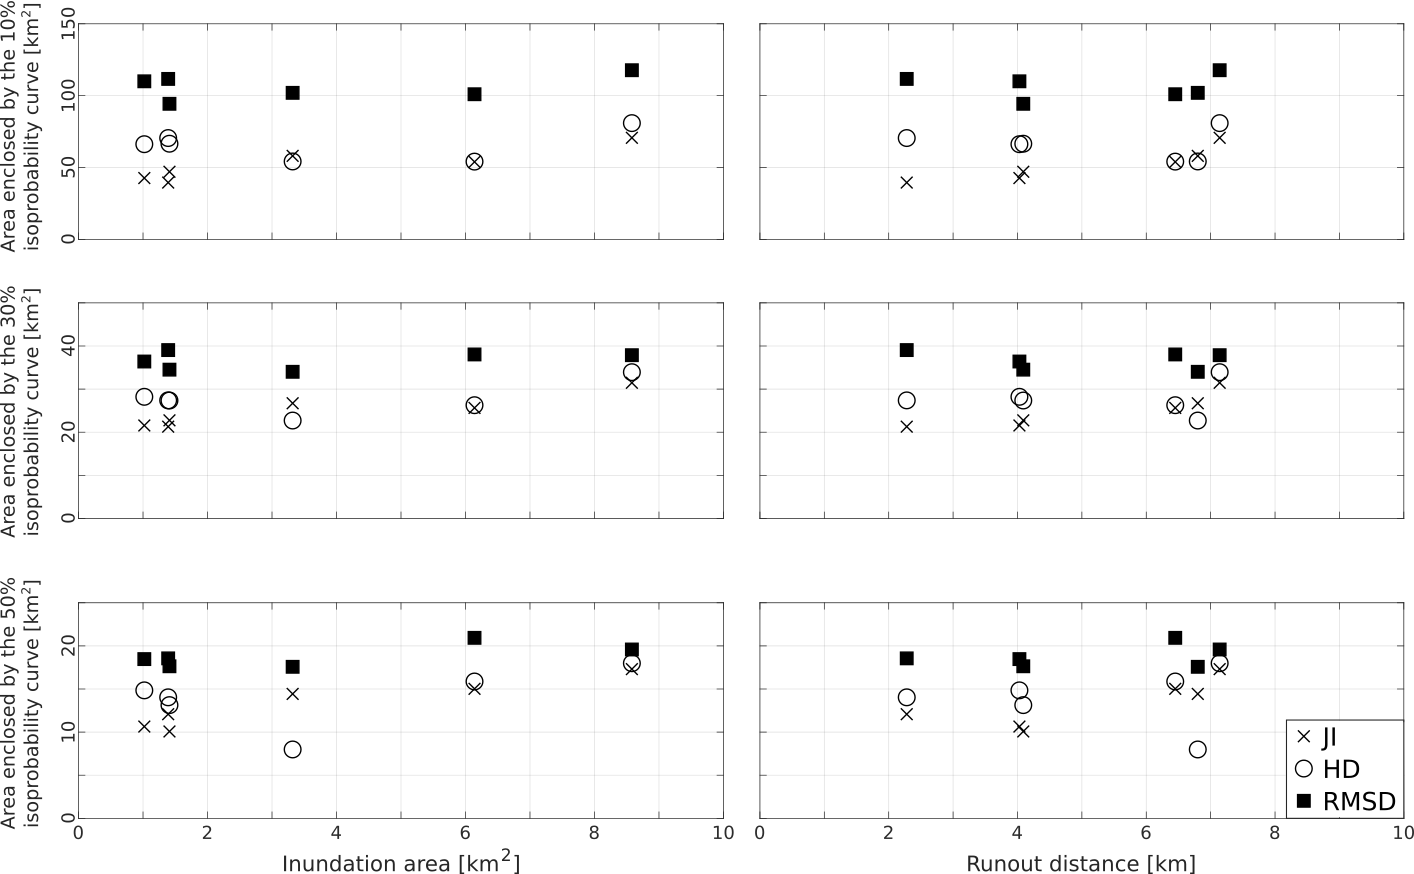 Area enclosed by the 10%
isoprobability curve [km²]
150
100
50
0
Area enclosed by the 30%
isoprobability curve [km²]
40
20
0
Area enclosed by the 50%
isoprobability curve [km²]
20
10
0
JI
HD
RMSD
0 2 4 6 8 10
0 2 4 6 8 10
Inundation area [km²]
Runout distance [km]